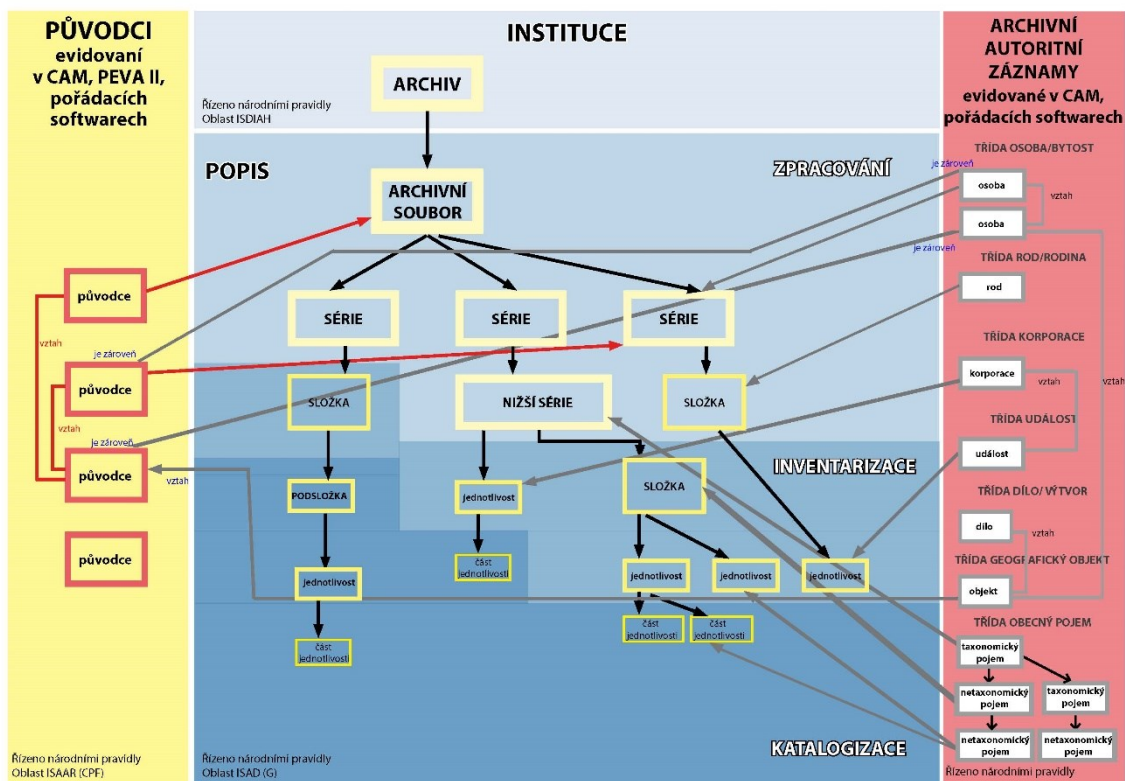 PŮVODCI
evidovaní
v CAM, PEVA II,
pořádacích
softwarech
původce
vztah
je zároveň
původce
vztah
je zároveň
původce
vztah
původce
Řízeno národními pravidly
Oblast ISAAR (CPF)
INSTITUCE
ARCHIV
Řízeno národními pravidly
Oblast ISDIAH
POPIS
ZPRACOVÁNÍ
ARCHIVNÍ
SOUBOR
SÉRIE
SÉRIE
SÉRIE
SLOŽKA
NIŽŠÍ SÉRIE
SLOŽKA
INVENTARIZACE
PODSLOŽKA
jednotlivost
SLOŽKA
část
jednotlivosti
jednotlivost
jednotlivost
jednotlivost
jednotlivost
část
jednotlivosti
část
jednotlivosti
část
jednotlivosti
KATALOGIZACE
Řízeno národními pravidly
Oblast ISAD (G)
ARCHIVNÍ
AUTORITNÍ
ZÁZNAMY
evidované v CAM,
pořádacích softwarech
TŘÍDA OSOBA/BYTOST
je zároveň
osoba
vztah
osoba
je zároveň
TŘÍDA ROD/RODINA
rod
TŘÍDA KORPORACE
korporace
vztah
vztah
TŘÍDA UDÁLOST
událost
TŘÍDA DÍLO/ VÝTVOR
dílo
vztah
TŘÍDA GEOGRAFICKÝ OBJEKT
objekt
TŘÍDA OBECNÝ POJEM
taxonomický
pojem
netaxonomický
pojem
taxonomický
pojem
netaxonomický
pojem
netaxonomický
pojem
Řízeno národními pravidly